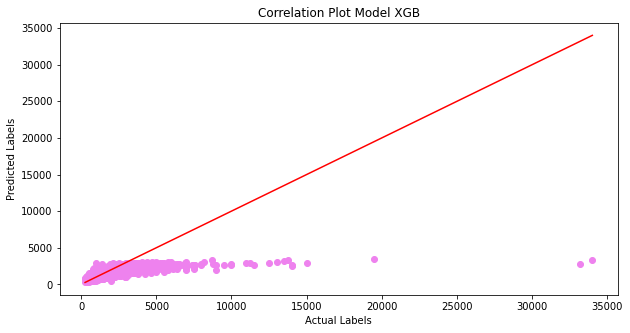 Correlation Plot Model XGB
35000
30000
25000
20000
15000
10000
5000
0
Predicted Labels
0 5000 10000 15000 20000 25000 30000 35000
Actual Labels